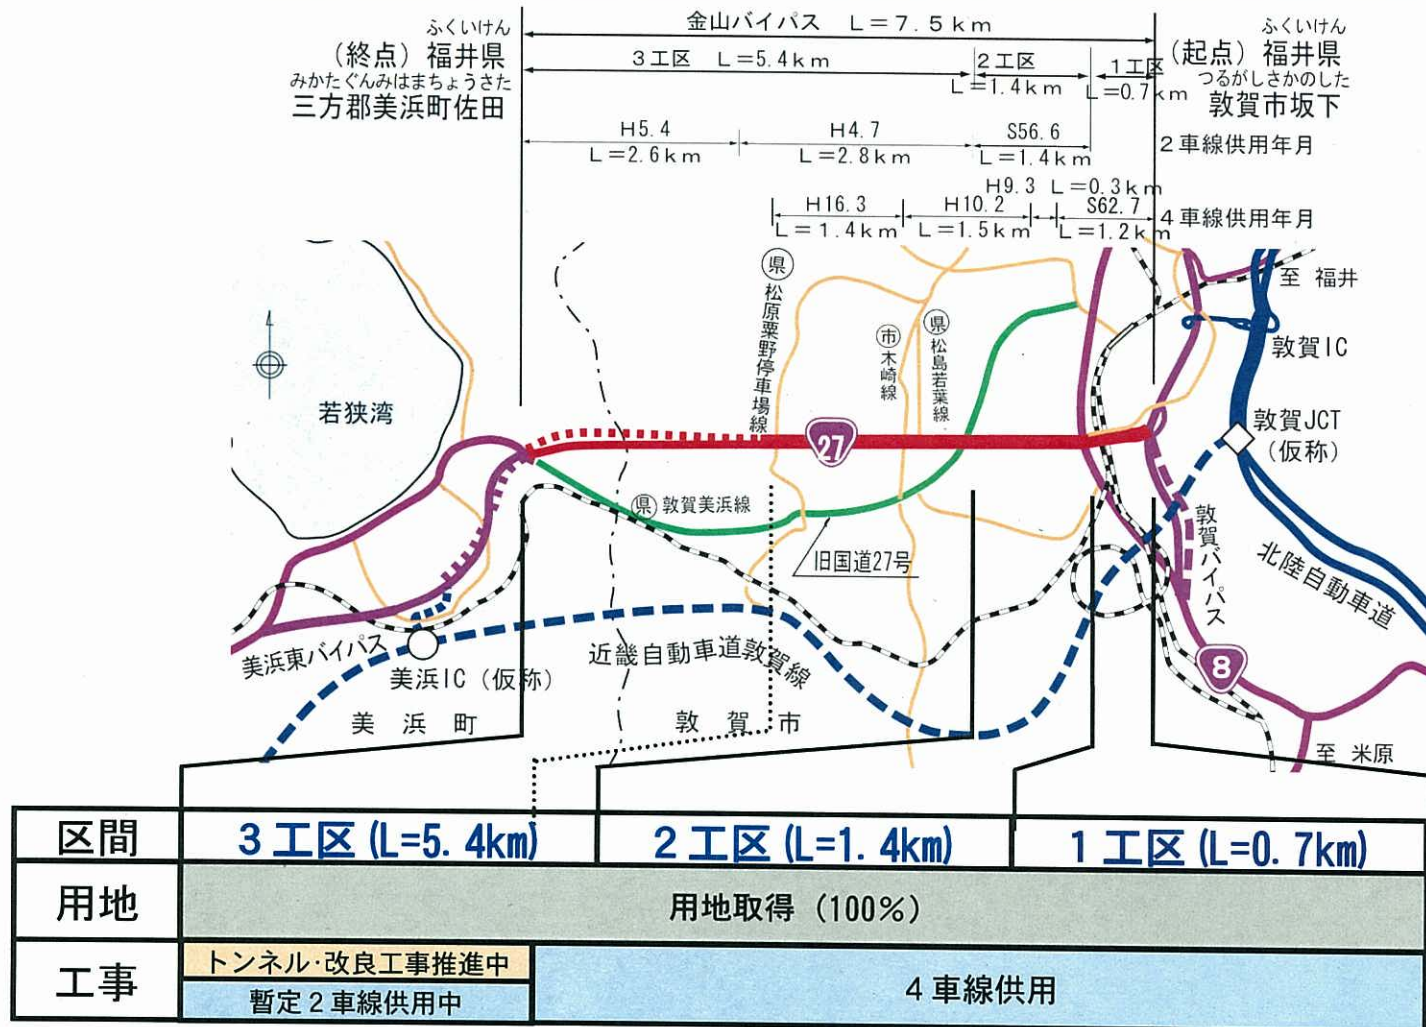 金山バイパス L=7.5km
ふくいけん
(終点)福井県
みかたぐんみはまちょうさた
三方郡美浜町佐田
ふくいけん
(起点)福井県
つるがしさかのした
敦賀市坂下
3工区 L=5.4km
2工区
L=1.4km
1工区
L=0.7km
H5.4
L=2.6km
H4.7
L=2.8km
S56.6
L=1.4km
2車線供用年月
H9.3 L=0.3km
H16.3
L=1.4km
H10.2
L=1.5km
S62.7
L=1.2km
4車線供用年月
県
松原粟野停車場線
市
木崎線
県
松島若葉線
至 福井
敦賀IC
敦賀JCT
(仮称)
若狭湾
27
県 敦賀美浜線
旧国道27号
敦賀バイパス
北陸自動車道
美浜東バイパス
美浜IC(仮称)
近畿自動車道敦賀線
8
美浜町
敦賀市
至 米原
区間
3工区(L=5.4km)
2工区(L=1.4km)
1工区(L=0.7km)
用地
用地取得(100%)
工事
トンネル・改良工事推進中
暫定2車線供用中
4車線供用